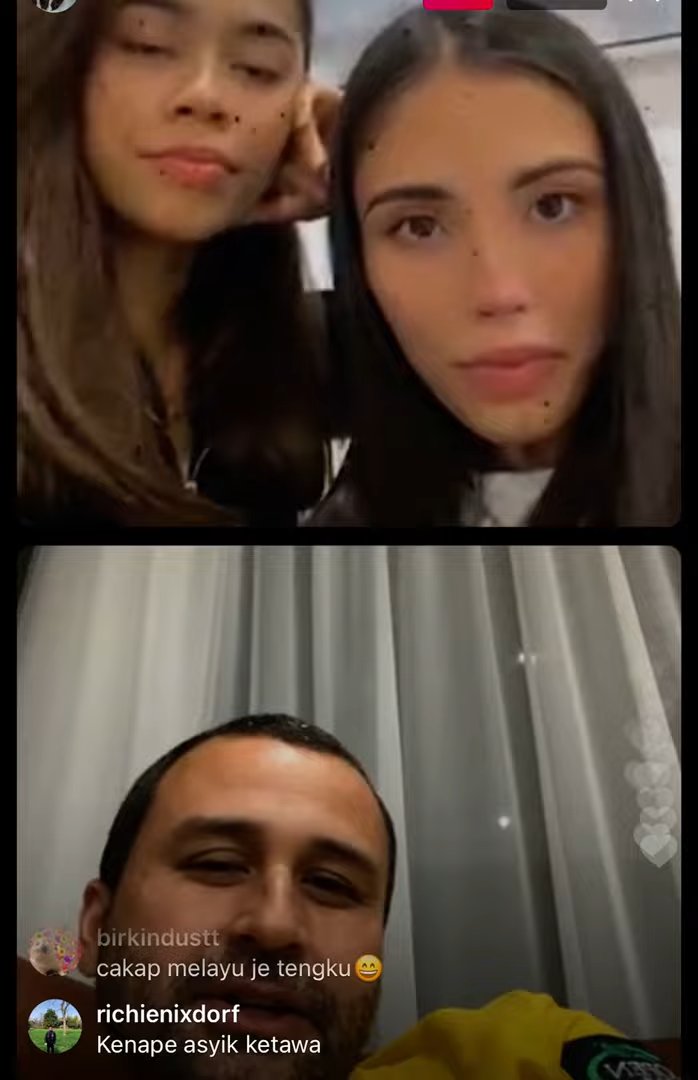 birkindustt
cakap melayu je tengku😄
richienixdorf
Kenape asyik ketawa